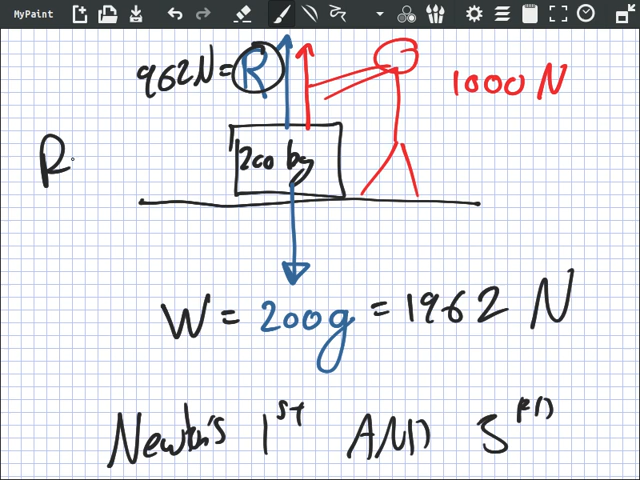 MyPaint
962N = R
1000 N
R
200 kg
W = 200g = 1962 N
Newton's 1st AND 3RD